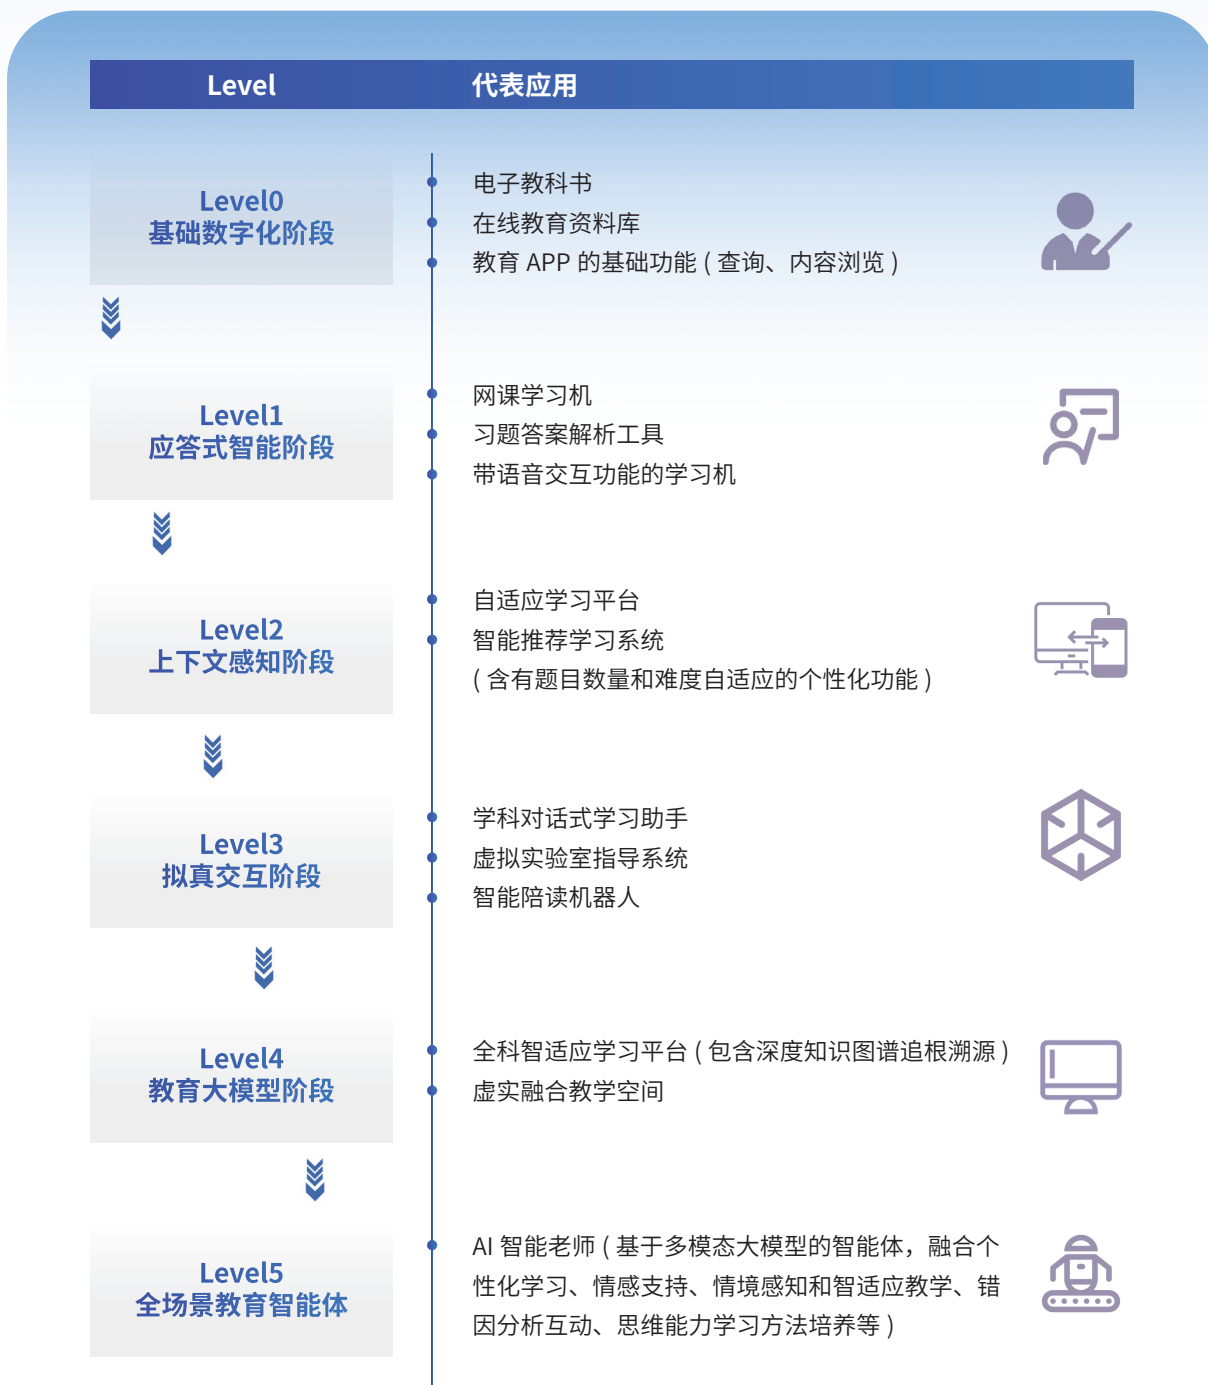 Level
代表应用
Level0
基础数字化阶段
电子教科书
在线教育资料库
教育 APP 的基础功能 ( 查询、内容浏览 )
Level1
应答式智能阶段
网课学习机
习题答案解析工具
带语音交互功能的学习机
Level2
上下文感知阶段
自适应学习平台
智能推荐学习系统
( 含有题目数量和难度自适应的个性化功能 )
Level3
拟真交互阶段
学科对话式学习助手
虚拟实验室指导系统
智能陪读机器人
Level4
教育大模型阶段
全科智适应学习平台 ( 包含深度知识图谱追根溯源 )
虚实融合教学空间
Level5
全场景教育智能体
AI 智能老师 ( 基于多模态大模型的智能体，融合个
性化学习、情感支持、情境感知和智适应教学、错
因分析互动、思维能力学习方法培养等 )